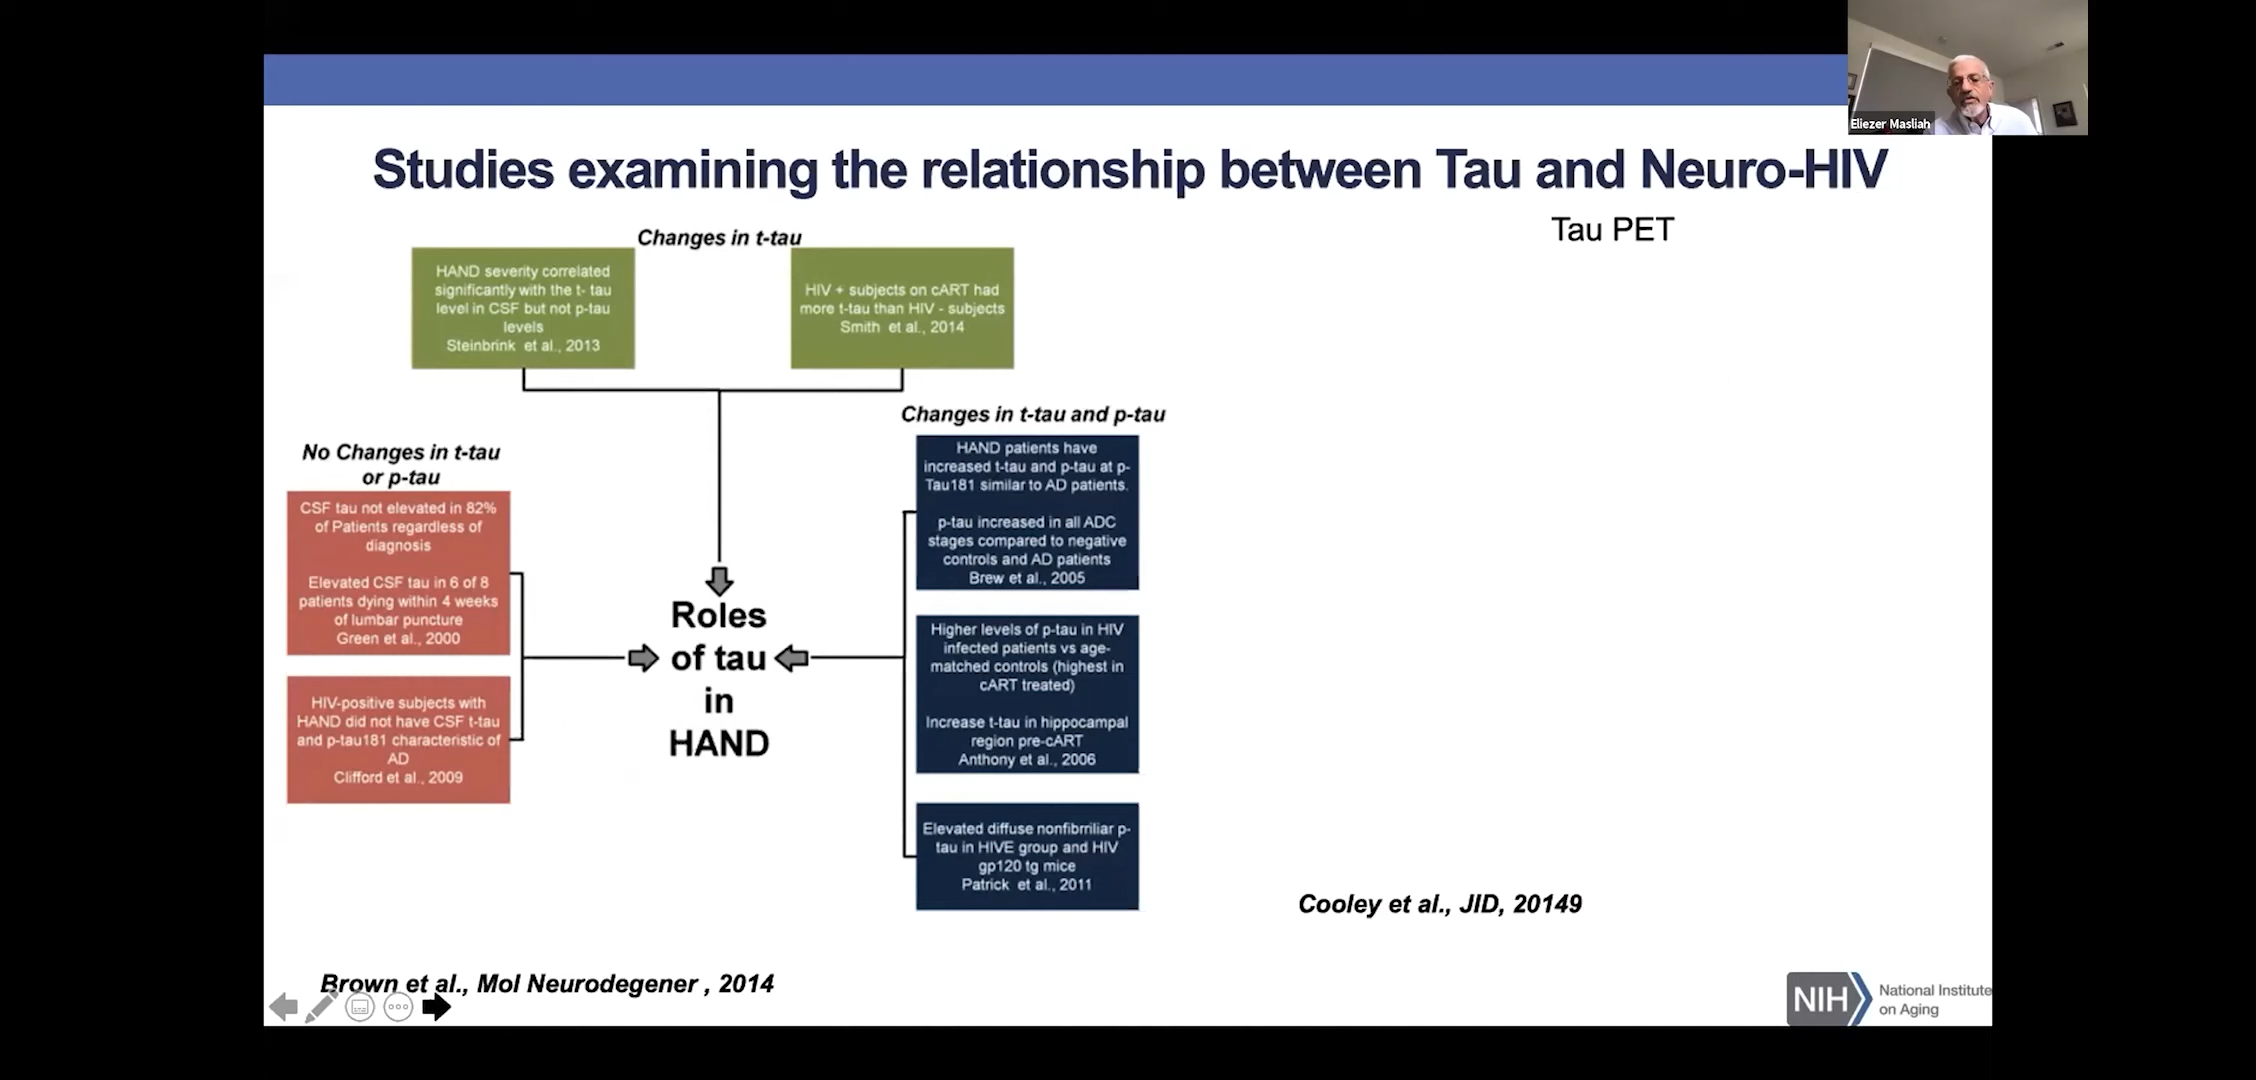 Eliezer Masliah
Studies examining the relationship between Tau and Neuro-HIV
Tau PET
Changes in t-tau
HAND severity correlated
significantly with the t- tau
level in CSF but not p-tau
levels
Steinbrink et al., 2013
HIV + subjects on cART had
more t-tau than HIV - subjects
Smith et al., 2014
No Changes in t-tau
or p-tau
CSF tau not elevated in 82%
of Patients regardless of
diagnosis
Elevated CSF tau in 6 of 8
patients dying within 4 weeks
of lumbar puncture
Green et al., 2000
HIV-positive subjects with
HAND did not have CSF t-tau
and p-tau181 characteristic of
AD
Clifford et al., 2009
Roles
of tau
in
HAND
Changes in t-tau and p-tau
HAND patients have
increased t-tau and p-tau at p-
Tau181 similar to AD patients.
p-tau increased in all ADC
stages compared to negative
controls and AD patients
Brew et al., 2005
Higher levels of p-tau in HIV
infected patients vs age-
matched controls (highest in
cART treated)
Increase t-tau in hippocampal
region pre-cART
Anthony et al., 2006
Elevated diffuse nonfibrriliar p-
tau in HIVE group and HIV
gp120 tg mice
Patrick et al., 2011
Cooley et al., JID, 20149
Brown et al., Mol Neurodegener , 2014
NIH
National Institute
on Aging